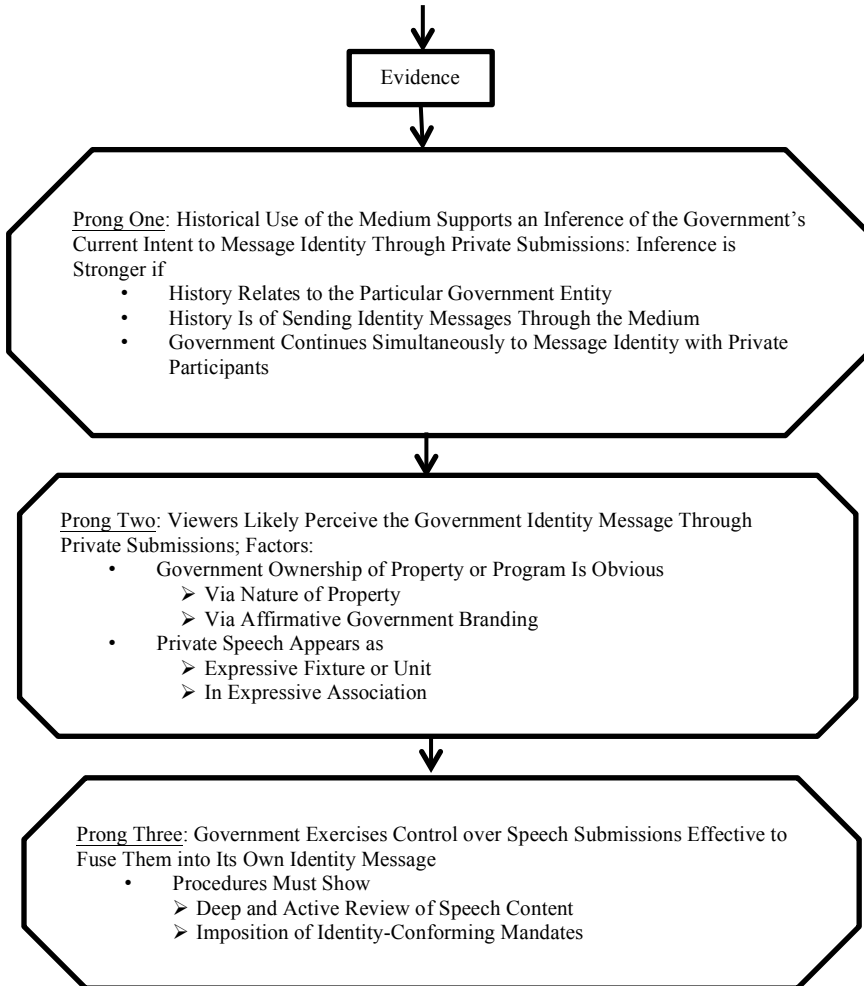 Evidence
Prong One: Historical Use of the Medium Supports an Inference of the Government’s
Current Intent to Message Identity Through Private Submissions: Inference is
Stronger if
• History Relates to the Particular Government Entity
• History Is of Sending Identity Messages Through the Medium
• Government Continues Simultaneously to Message Identity with Private
Participants
Prong Two: Viewers Likely Perceive the Government Identity Message Through
Private Submissions; Factors:
• Government Ownership of Property or Program Is Obvious
➢ Via Nature of Property
➢ Via Affirmative Government Branding
• Private Speech Appears as
➢ Expressive Fixture or Unit
➢ In Expressive Association
Prong Three: Government Exercises Control over Speech Submissions Effective to
Fuse Them into Its Own Identity Message
• Procedures Must Show
➢ Deep and Active Review of Speech Content
➢ Imposition of Identity-Conforming Mandates